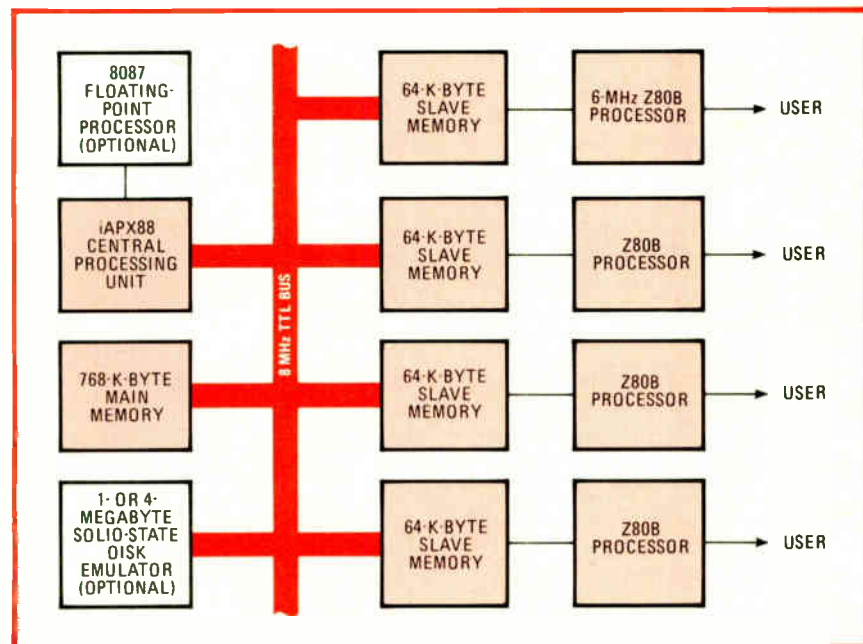 8087
FLOATING-
POINT
PROCESSOR
(OPTIONAL)
64-K-BYTE
SLAVE
MEMORY
6-MHz Z80B
PROCESSOR
USER
iAPX88
CENTRAL
PROCESSING
UNIT
8 MHz TTL BUS
64-K-BYTE
SLAVE
MEMORY
Z80B
PROCESSOR
USER
768-K-BYTE
MAIN
MEMORY
64-K-BYTE
SLAVE
MEMORY
Z80B
PROCESSOR
USER
1- OR 4-
MEGABYTE
SOLID-STATE
DISK
EMULATOR
(OPTIONAL)
64-K-BYTE
SLAVE
MEMORY
Z80B
PROCESSOR
USER